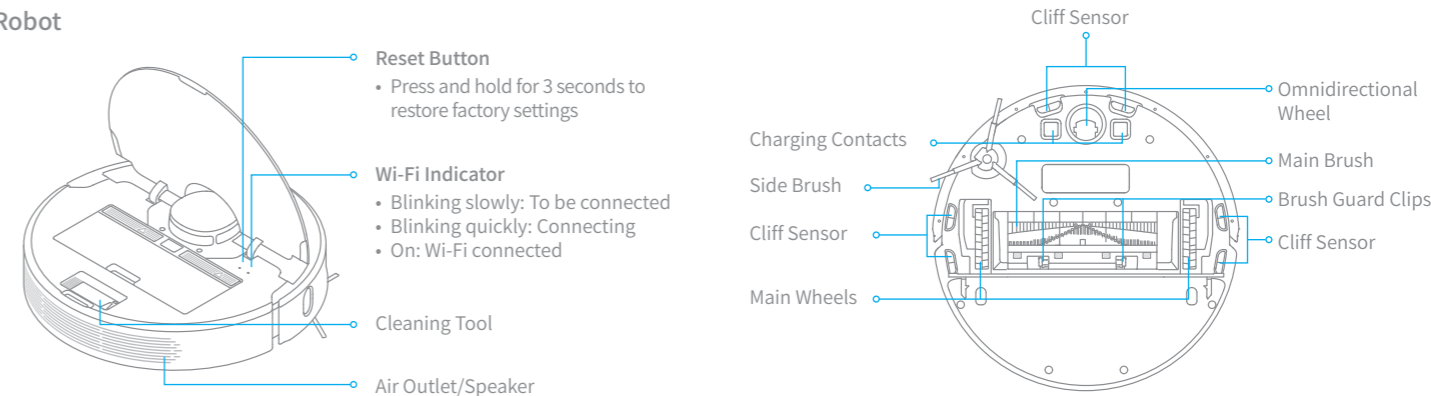 Robot
Reset Button
• Press and hold for 3 seconds to
restore factory settings
Wi-Fi Indicator
• Blinking slowly: To be connected
• Blinking quickly: Connecting
• On: Wi-Fi connected
Cleaning Tool
Air Outlet/Speaker
Cliff Sensor
Omnidirectional
Wheel
Charging Contacts
Main Brush
Side Brush
Brush Guard Clips
Cliff Sensor
Cliff Sensor
Main Wheels